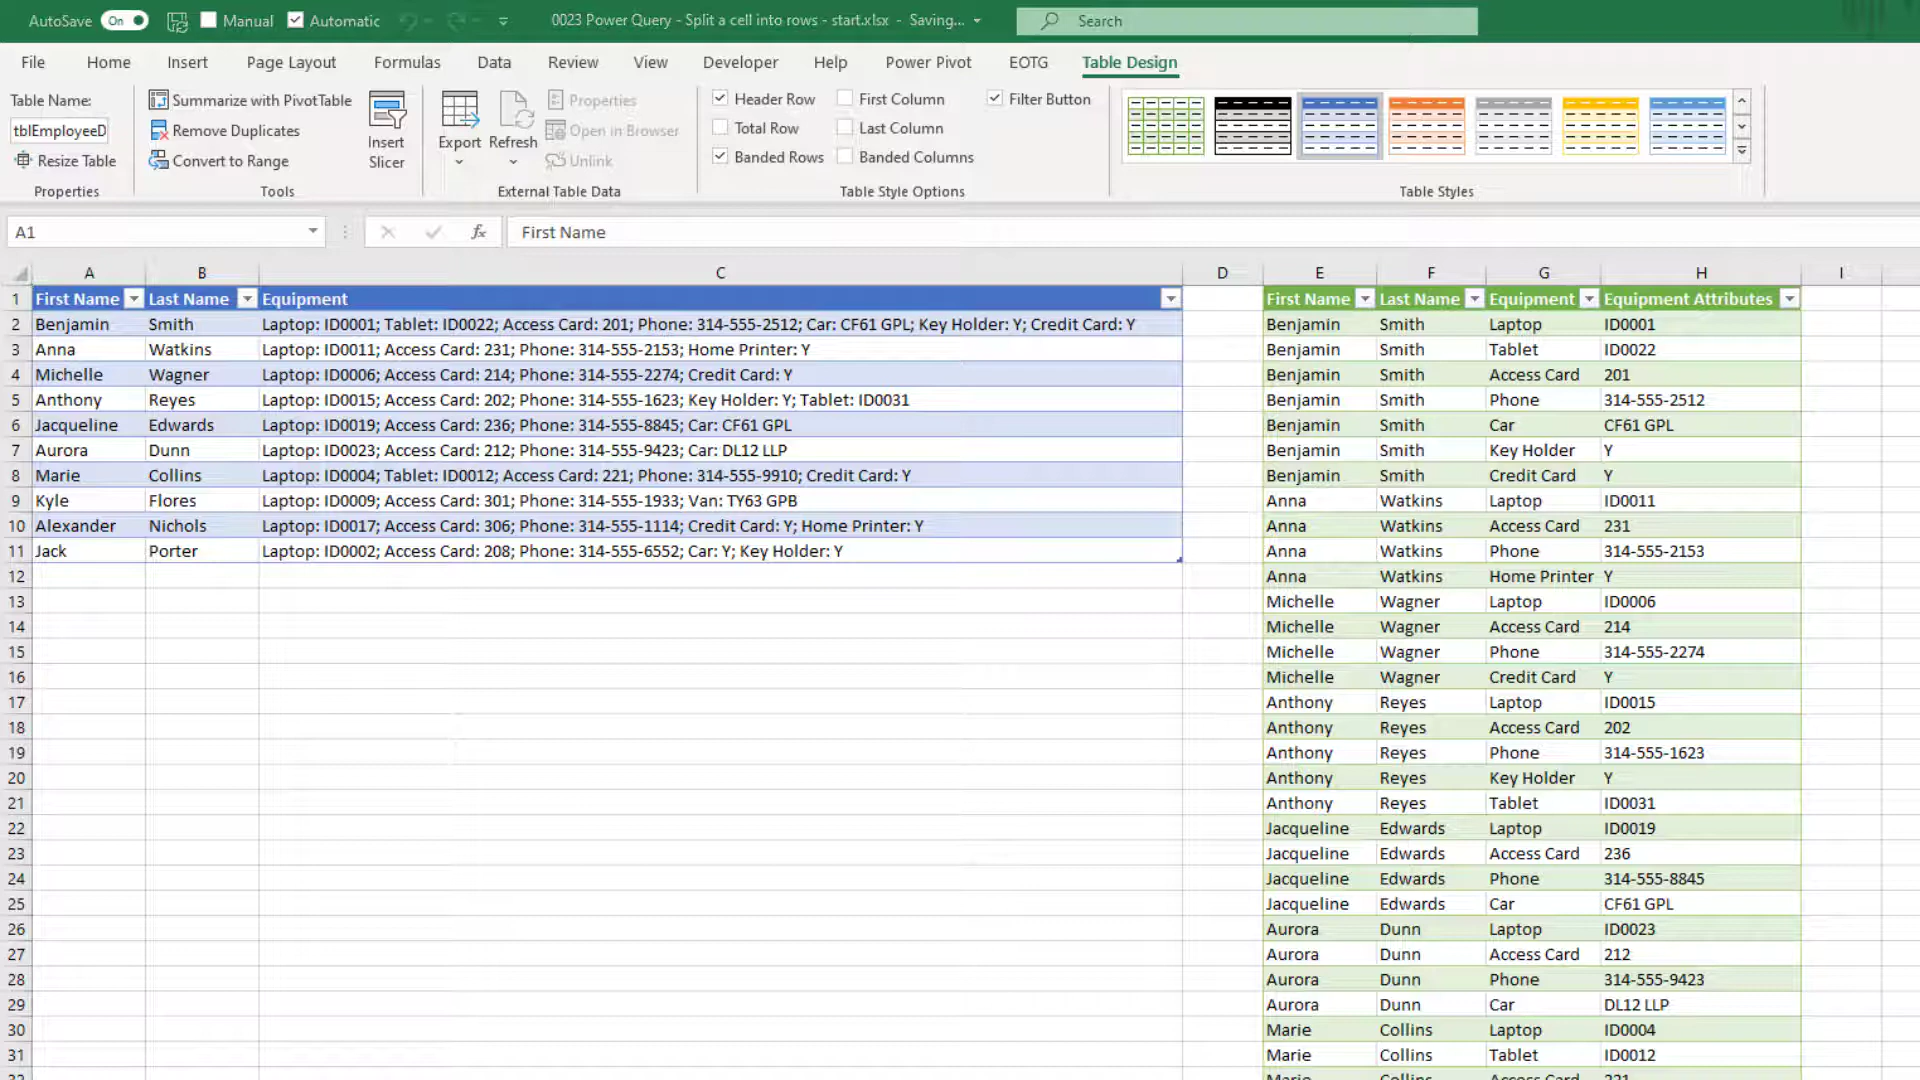 AutoSave On Manual Automatic 0023 Power Query - Split a cell into rows - start.xlsx - Saving... Search
File Home Insert Page Layout Formulas Data Review View Developer Help Power Pivot EOTG Table Design
Table Name:
tblEmployeeD
Resize Table
Properties
Summarize with PivotTable
Remove Duplicates
Convert to Range
Tools
Insert
Slicer
Export
Refresh
Properties
Open in Browser
Unlink
External Table Data
Header Row First Column Filter Button
Total Row Last Column
Banded Rows Banded Columns
Table Style Options
Table Styles
A1 fx First Name
A B C D E F G H I
1 First Name Last Name Equipment First Name Last Name Equipment Equipment Attributes
2 Benjamin Smith Laptop: ID0001; Tablet: ID0022; Access Card: 201; Phone: 314-555-2512; Car: CF61 GPL; Key Holder: Y; Credit Card: Y Benjamin Smith Laptop ID0001
3 Anna Watkins Laptop: ID0011; Access Card: 231; Phone: 314-555-2153; Home Printer: Y Benjamin Smith Tablet ID0022
4 Michelle Wagner Laptop: ID0006; Access Card: 214; Phone: 314-555-2274; Credit Card: Y Benjamin Smith Access Card 201
5 Anthony Reyes Laptop: ID0015; Access Card: 202; Phone: 314-555-1623; Key Holder: Y; Tablet: ID0031 Benjamin Smith Phone 314-555-2512
6 Jacqueline Edwards Laptop: ID0019; Access Card: 236; Phone: 314-555-8845; Car: CF61 GPL Benjamin Smith Car CF61 GPL
7 Aurora Dunn Laptop: ID0023; Access Card: 212; Phone: 314-555-9423; Car: DL12 LLP Benjamin Smith Key Holder Y
8 Marie Collins Laptop: ID0004; Tablet: ID0012; Access Card: 221; Phone: 314-555-9910; Credit Card: Y Benjamin Smith Credit Card Y
9 Kyle Flores Laptop: ID0009; Access Card: 301; Phone: 314-555-1933; Van: TY63 GPB Anna Watkins Laptop ID0011
10 Alexander Nichols Laptop: ID0017; Access Card: 306; Phone: 314-555-1114; Credit Card: Y; Home Printer: Y Anna Watkins Access Card 231
11 Jack Porter Laptop: ID0002; Access Card: 208; Phone: 314-555-6552; Car: Y; Key Holder: Y Anna Watkins Phone 314-555-2153
12 Anna Watkins Home Printer Y
13 Michelle Wagner Laptop ID0006
14 Michelle Wagner Access Card 214
15 Michelle Wagner Phone 314-555-2274
16 Michelle Wagner Credit Card Y
17 Anthony Reyes Laptop ID0015
18 Anthony Reyes Access Card 202
19 Anthony Reyes Phone 314-555-1623
20 Anthony Reyes Key Holder Y
21 Anthony Reyes Tablet ID0031
22 Jacqueline Edwards Laptop ID0019
23 Jacqueline Edwards Access Card 236
24 Jacqueline Edwards Phone 314-555-8845
25 Jacqueline Edwards Car CF61 GPL
26 Aurora Dunn Laptop ID0023
27 Aurora Dunn Access Card 212
28 Aurora Dunn Phone 314-555-9423
29 Aurora Dunn Car DL12 LLP
30 Marie Collins Laptop ID0004
31 Marie Collins Tablet ID0012